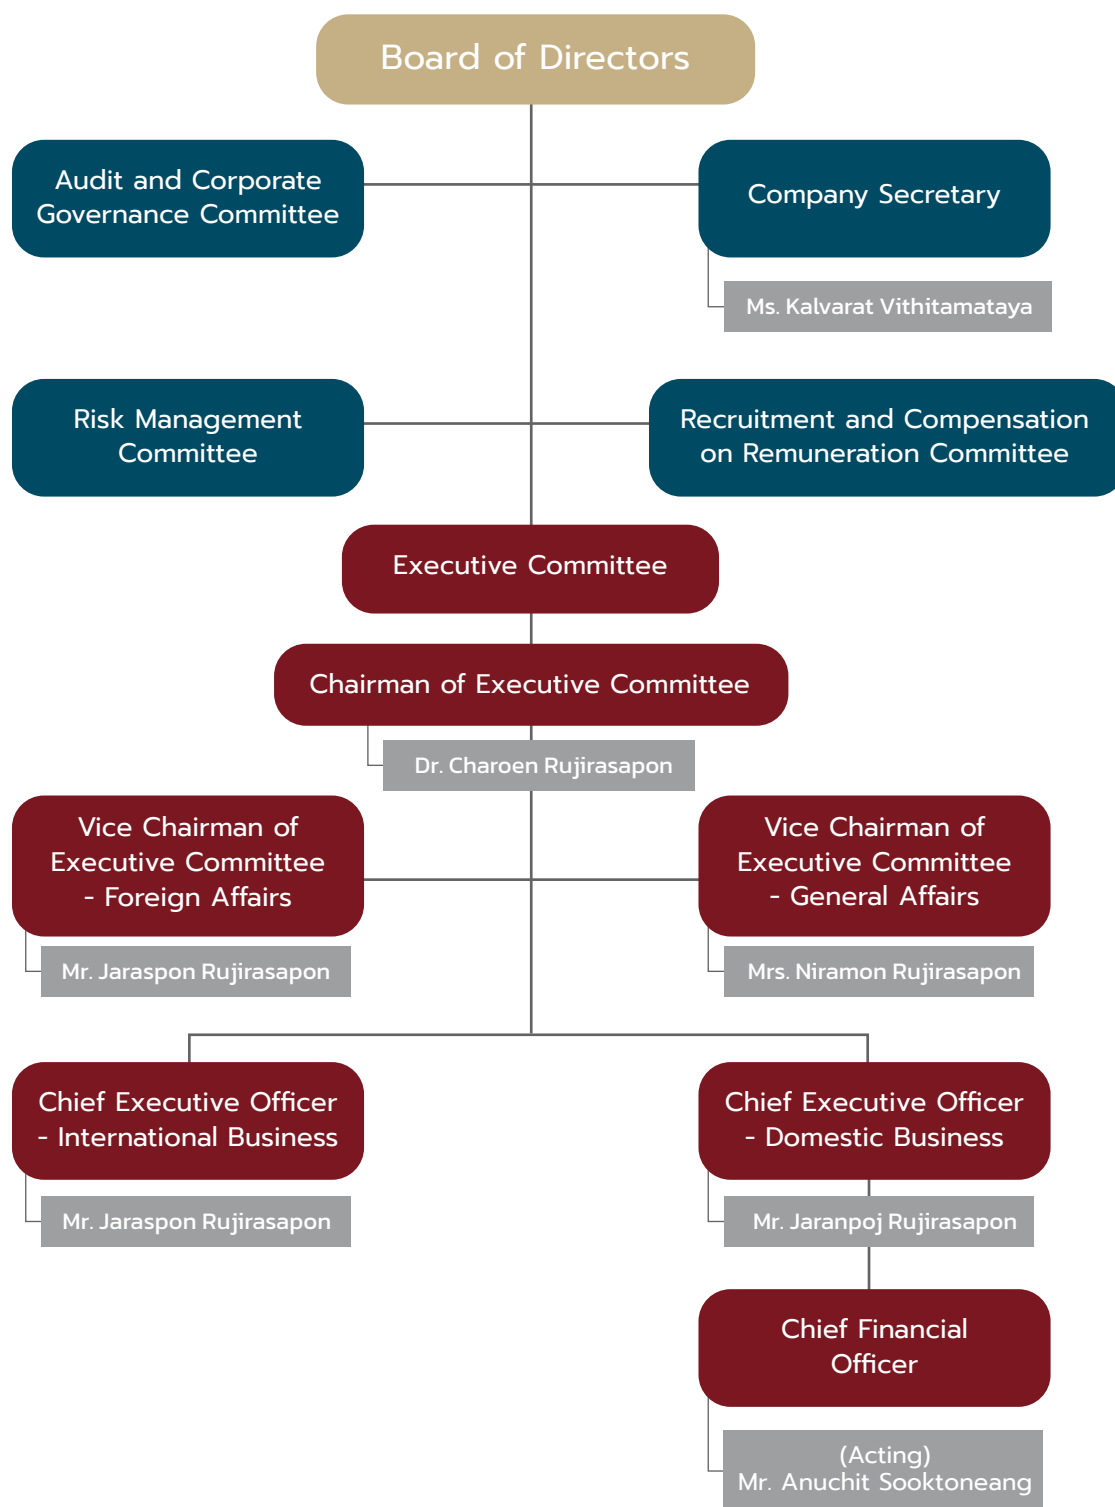 Board of Directors
Audit and Corporate
Governance Committee
Company Secretary
Ms. Kalvarat Vithitamataya
Risk Management
Committee
Recruitment and Compensation
on Remuneration Committee
Executive Committee
Chairman of Executive Committee
Dr. Charoen Rujirasapon
Vice Chairman of
Executive Committee
- Foreign Affairs
Mr. Jaraspon Rujirasapon
Vice Chairman of
Executive Committee
- General Affairs
Mrs. Niramon Rujirasapon
Chief Executive Officer
- International Business
Mr. Jaraspon Rujirasapon
Chief Executive Officer
- Domestic Business
Mr. Jaranpoj Rujirasapon
Chief Financial
Officer
(Acting)
Mr. Anuchit Sooktoneang